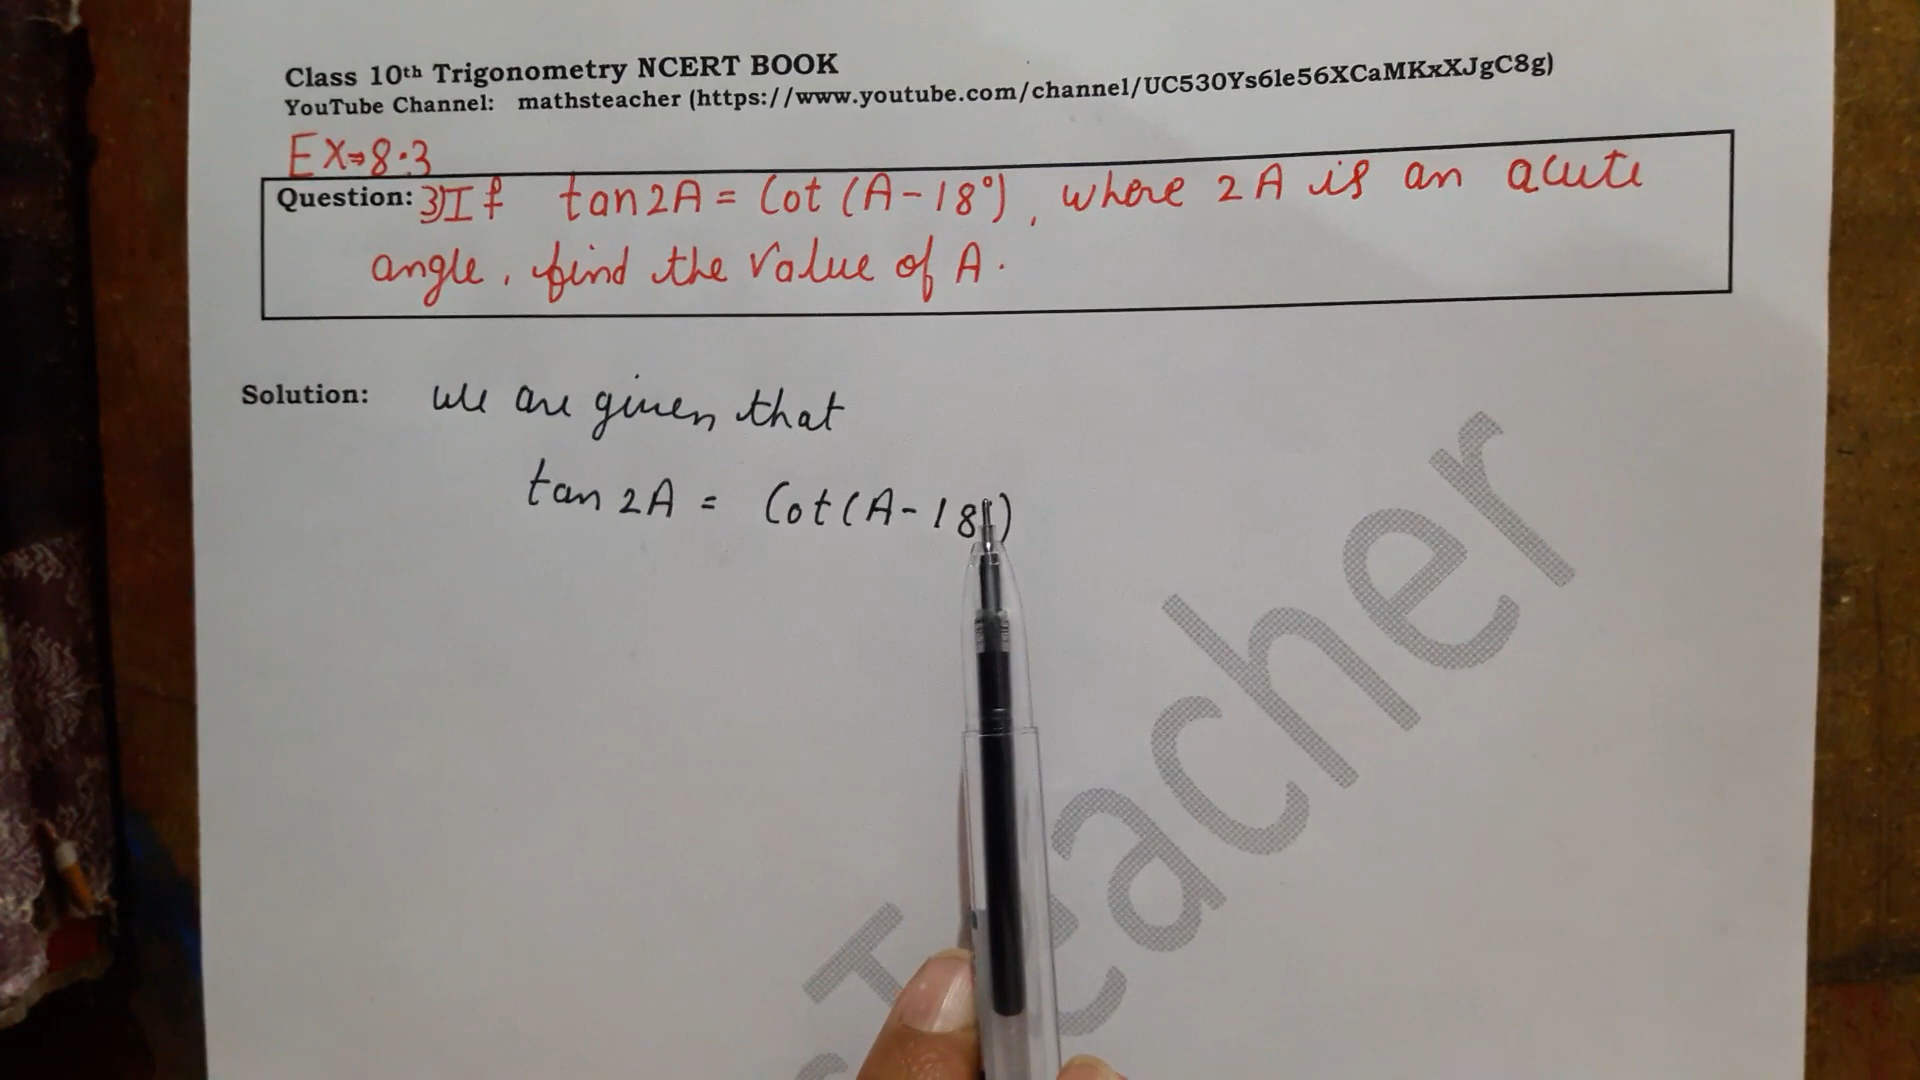 Class 10th Trigonometry NCERT BOOK
YouTube Channel: mathsteacher (https://www.youtube.com/channel/UC530Ys6le56XCaMKxXJgC8g)
EX⇒8.3
Question: 3) If tan2A = Cot (A-18°), where 2A is an acute
angle, find the value of A.
Solution: We are given that
tan 2A = Cot (A-18°)
Teacher